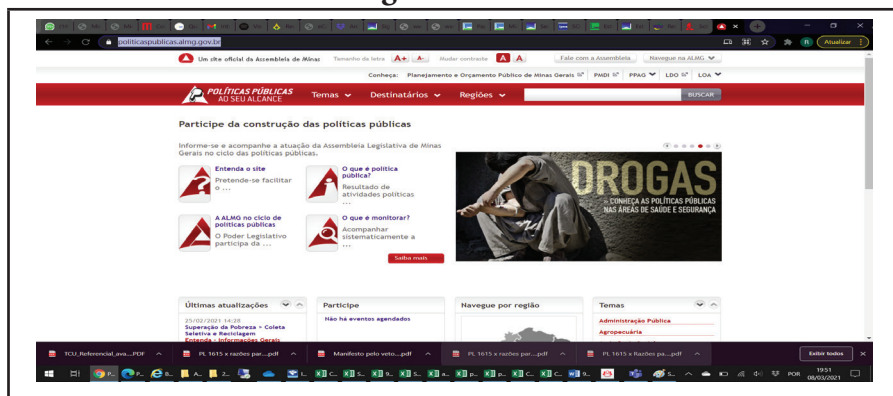 politicaspublicas.almg.gov.br
Atualizar
Um site oficial da Assembleia de Minas Tamanho da letra A+ A- Mudar contraste A A Fale com a Assembleia Navegue na ALMG
Conheça: Planejamento e Orçamento Público de Minas Gerais PMDI PPAG LDO LOA
POLÍTICAS PÚBLICAS
AO SEU ALCANCE
Temas Destinatários Regiões BUSCAR
Participe da construção das políticas públicas
Informe-se e acompanhe a atuação da Assembleia Legislativa de Minas
Gerais no ciclo das políticas públicas.
Entenda o site
Pretende-se facilitar
o ...
O que é política
pública?
Resultado de
atividades políticas
...
A ALMG no ciclo de
políticas públicas
O Poder Legislativo
participa da ...
O que é monitorar?
Acompanhar
sistematicamente a
...
Saiba mais
DROGAS
– CONHEÇA AS POLÍTICAS PÚBLICAS
NAS ÁREAS DE SAÚDE E SEGURANÇA
Últimas atualizações
25/02/2021 14:28
Superação da Pobreza - Coleta
Seletiva e Reciclagem
Entenda - Informações Gerais
Participe
Não há eventos agendados
Navegue por região
Temas
Administração Pública
Agropecuária
TCU_Referencial_ava....PDF PL 1615 x razões par....pdf Manifesto pelo veto....pdf PL 1615 x razões par....pdf PL 1615 x Razões pa....pdf Exibir todos
POR
19:51
08/03/2021